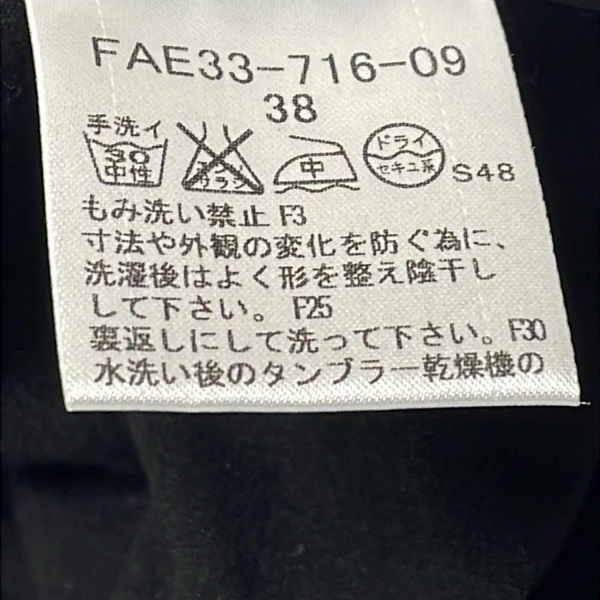 FAE33-716-09
38
手洗イ
30
中性
エンソ
サラシ
中
ドライ
セキユ系
S48
もみ洗い禁止 F3
寸法や外観の変化を防ぐ為に、
洗濯後はよく形を整え陰干し
して下さい。 F25
裏返しにして洗って下さい。F30
水洗い後のタンブラー乾燥機の